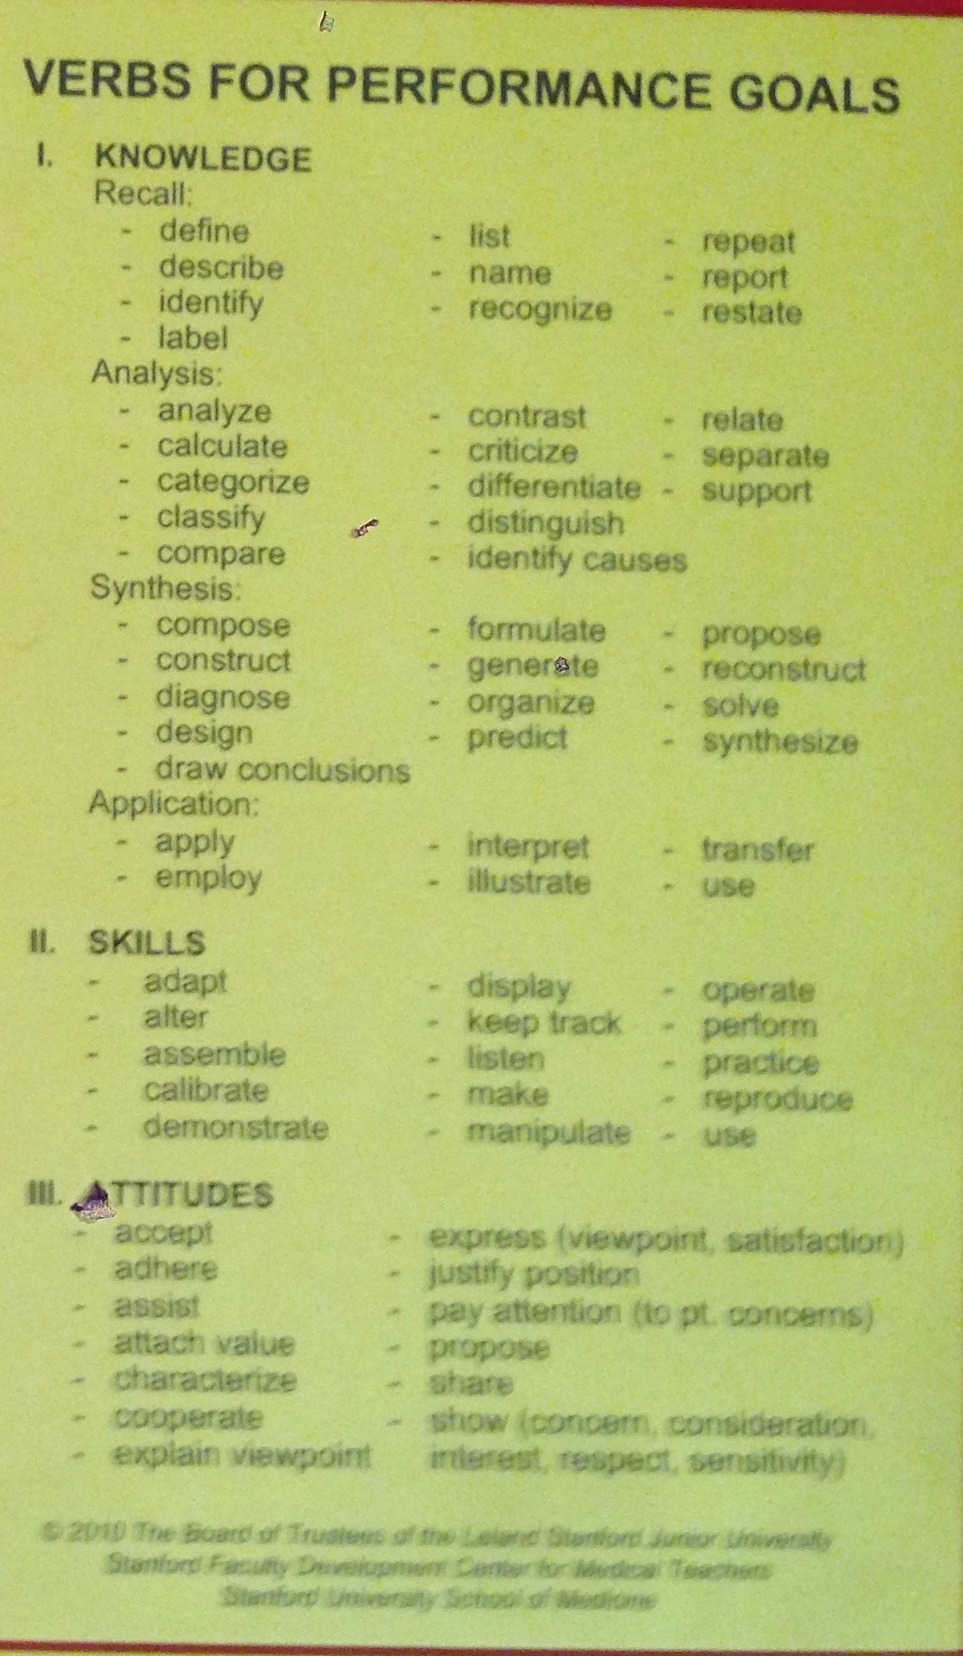 VERBS FOR PERFORMANCE GOALS
I. KNOWLEDGE
Recall:
- define - list - repeat
- describe - name - report
- identify - recognize - restate
- label
Analysis:
- analyze - contrast - relate
- calculate - criticize - separate
- categorize - differentiate - support
- classify - distinguish
- compare - identify causes
Synthesis:
- compose - formulate - propose
- construct - generate - reconstruct
- diagnose - organize - solve
- design - predict - synthesize
- draw conclusions
Application:
- apply - interpret - transfer
- employ - illustrate - use
II. SKILLS
- adapt - display - operate
- alter - keep track - perform
- assemble - listen - practice
- calibrate - make - reproduce
- demonstrate - manipulate - use
III. ATTITUDES
- accept - express (viewpoint, satisfaction)
- adhere - justify position
- assist - pay attention (to pt. concerns)
- attach value - propose
- characterize - share
- cooperate - show (concern, consideration,
- explain viewpoint interest, respect, sensitivity)
© 2010 The Board of Trustees of the Leland Stanford Junior University
Stanford Faculty Development Center for Medical Teachers
Stanford University School of Medicine